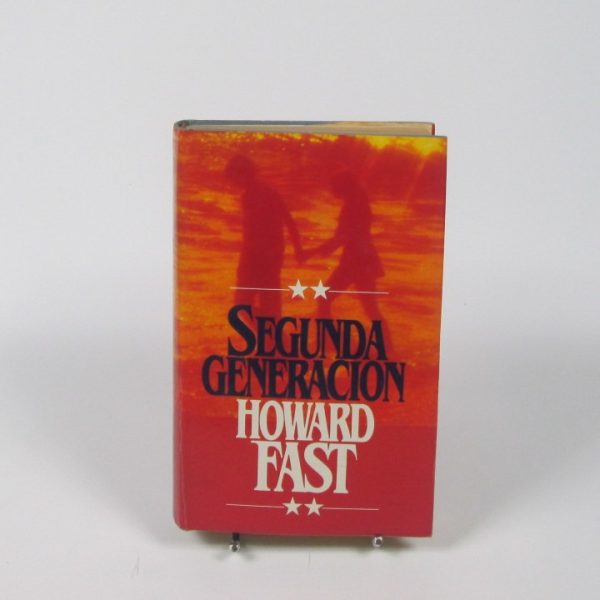 SEGUNDA
GENERACION
HOWARD
FAST